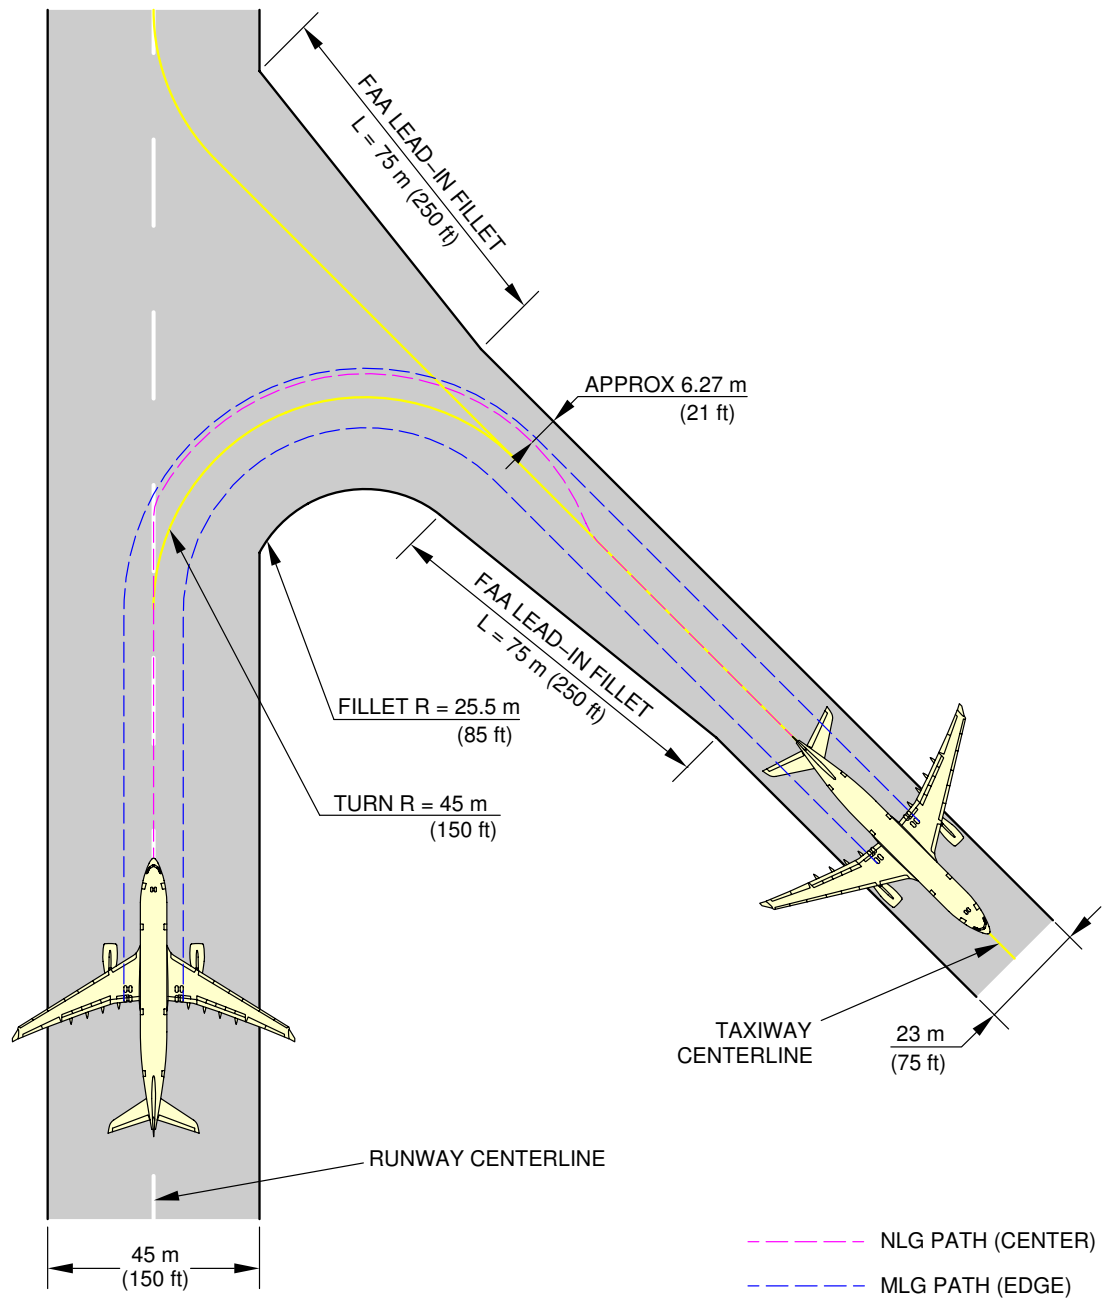 FAA LEAD–IN FILLET
L = 75 m (250 ft)
APPROX 6.27 m
(21 ft)
FAA LEAD–IN FILLET
L = 75 m (250 ft)
FILLET R = 25.5 m
(85 ft)
TURN R = 45 m
(150 ft)
TAXIWAY
CENTERLINE
23 m
(75 ft)
RUNWAY CENTERLINE
45 m
(150 ft)
NLG PATH (CENTER)
MLG PATH (EDGE)